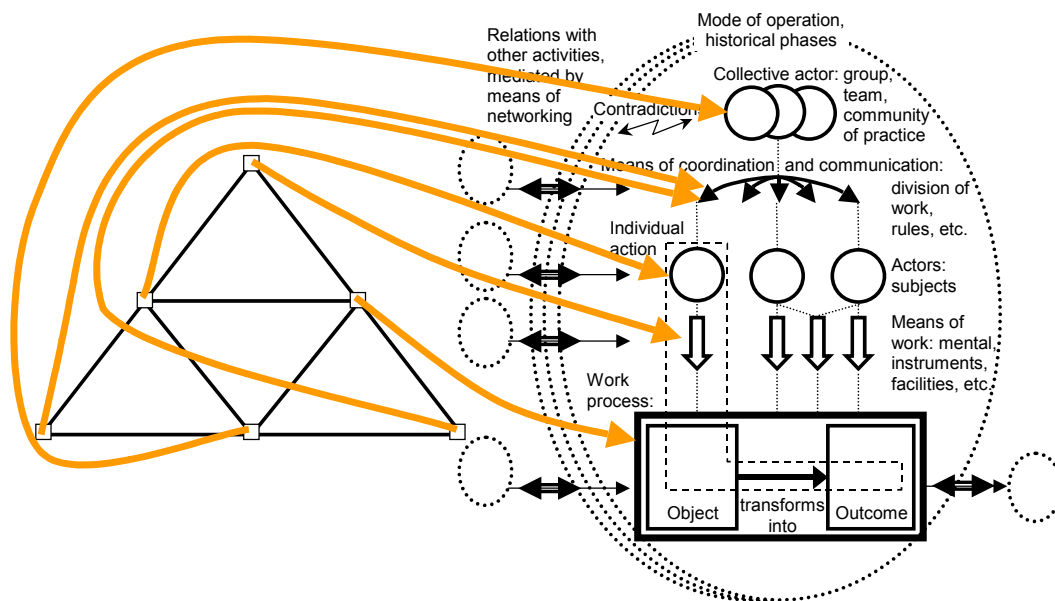 Relations with
other activities,
mediated by
means of
networking
Mode of operation,
historical phases
Collective actor: group,
team,
community
of practice
Contradictions
Means of coordination and communication:
division of
work,
rules, etc.
Individual
action
Actors:
subjects
Means of
work: mental,
instruments,
facilities, etc.
Work
process:
Object
transforms
into
Outcome